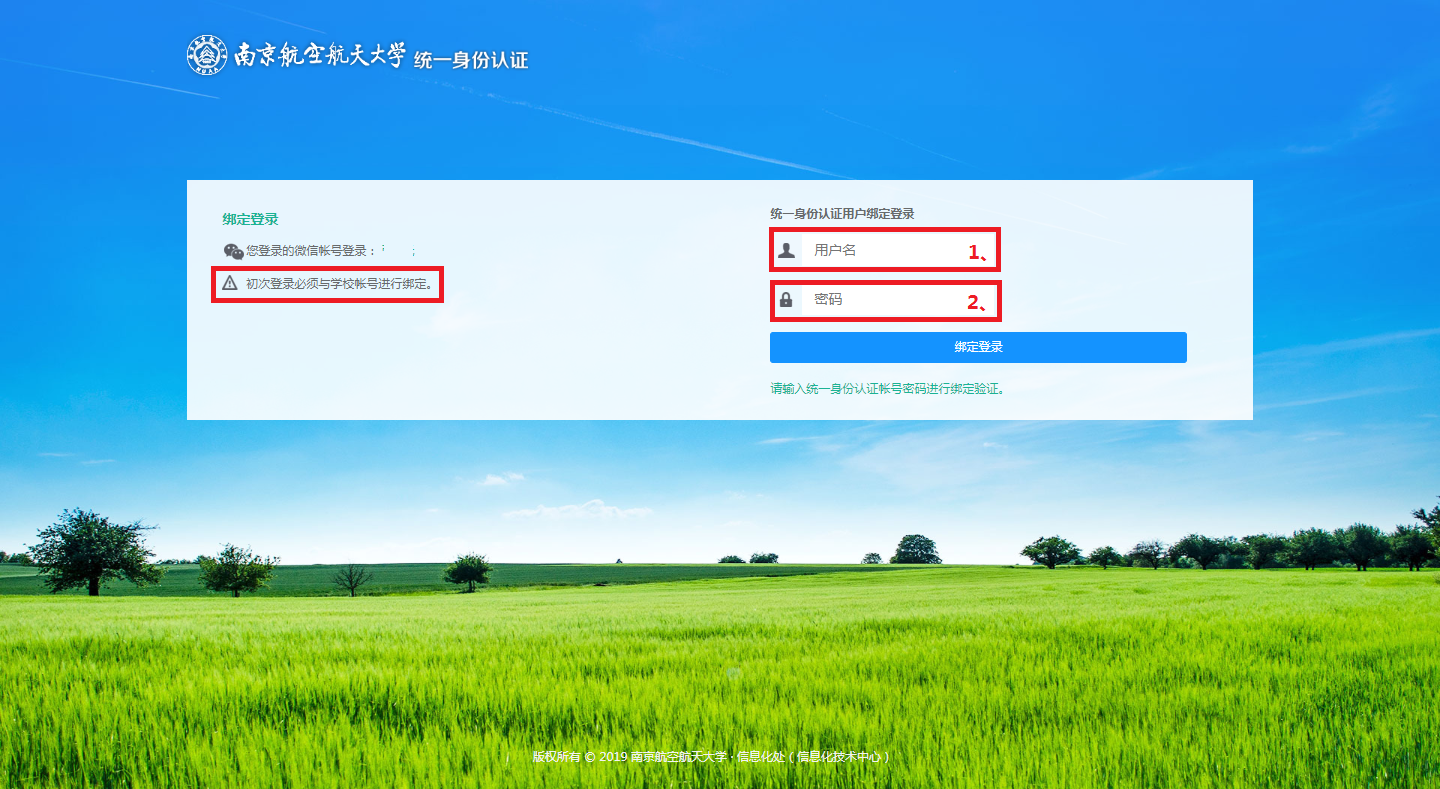 南京航空航天大学 统一身份认证
绑定登录
您登录的微信帐号登录：
初次登录必须与学校帐号进行绑定。
统一身份认证用户绑定登录
用户名 1、
密码 2、
绑定登录
请输入统一身份认证帐号密码进行绑定验证。
版权所有 © 2019 南京航空航天大学 · 信息化处 ( 信息化技术中心 )